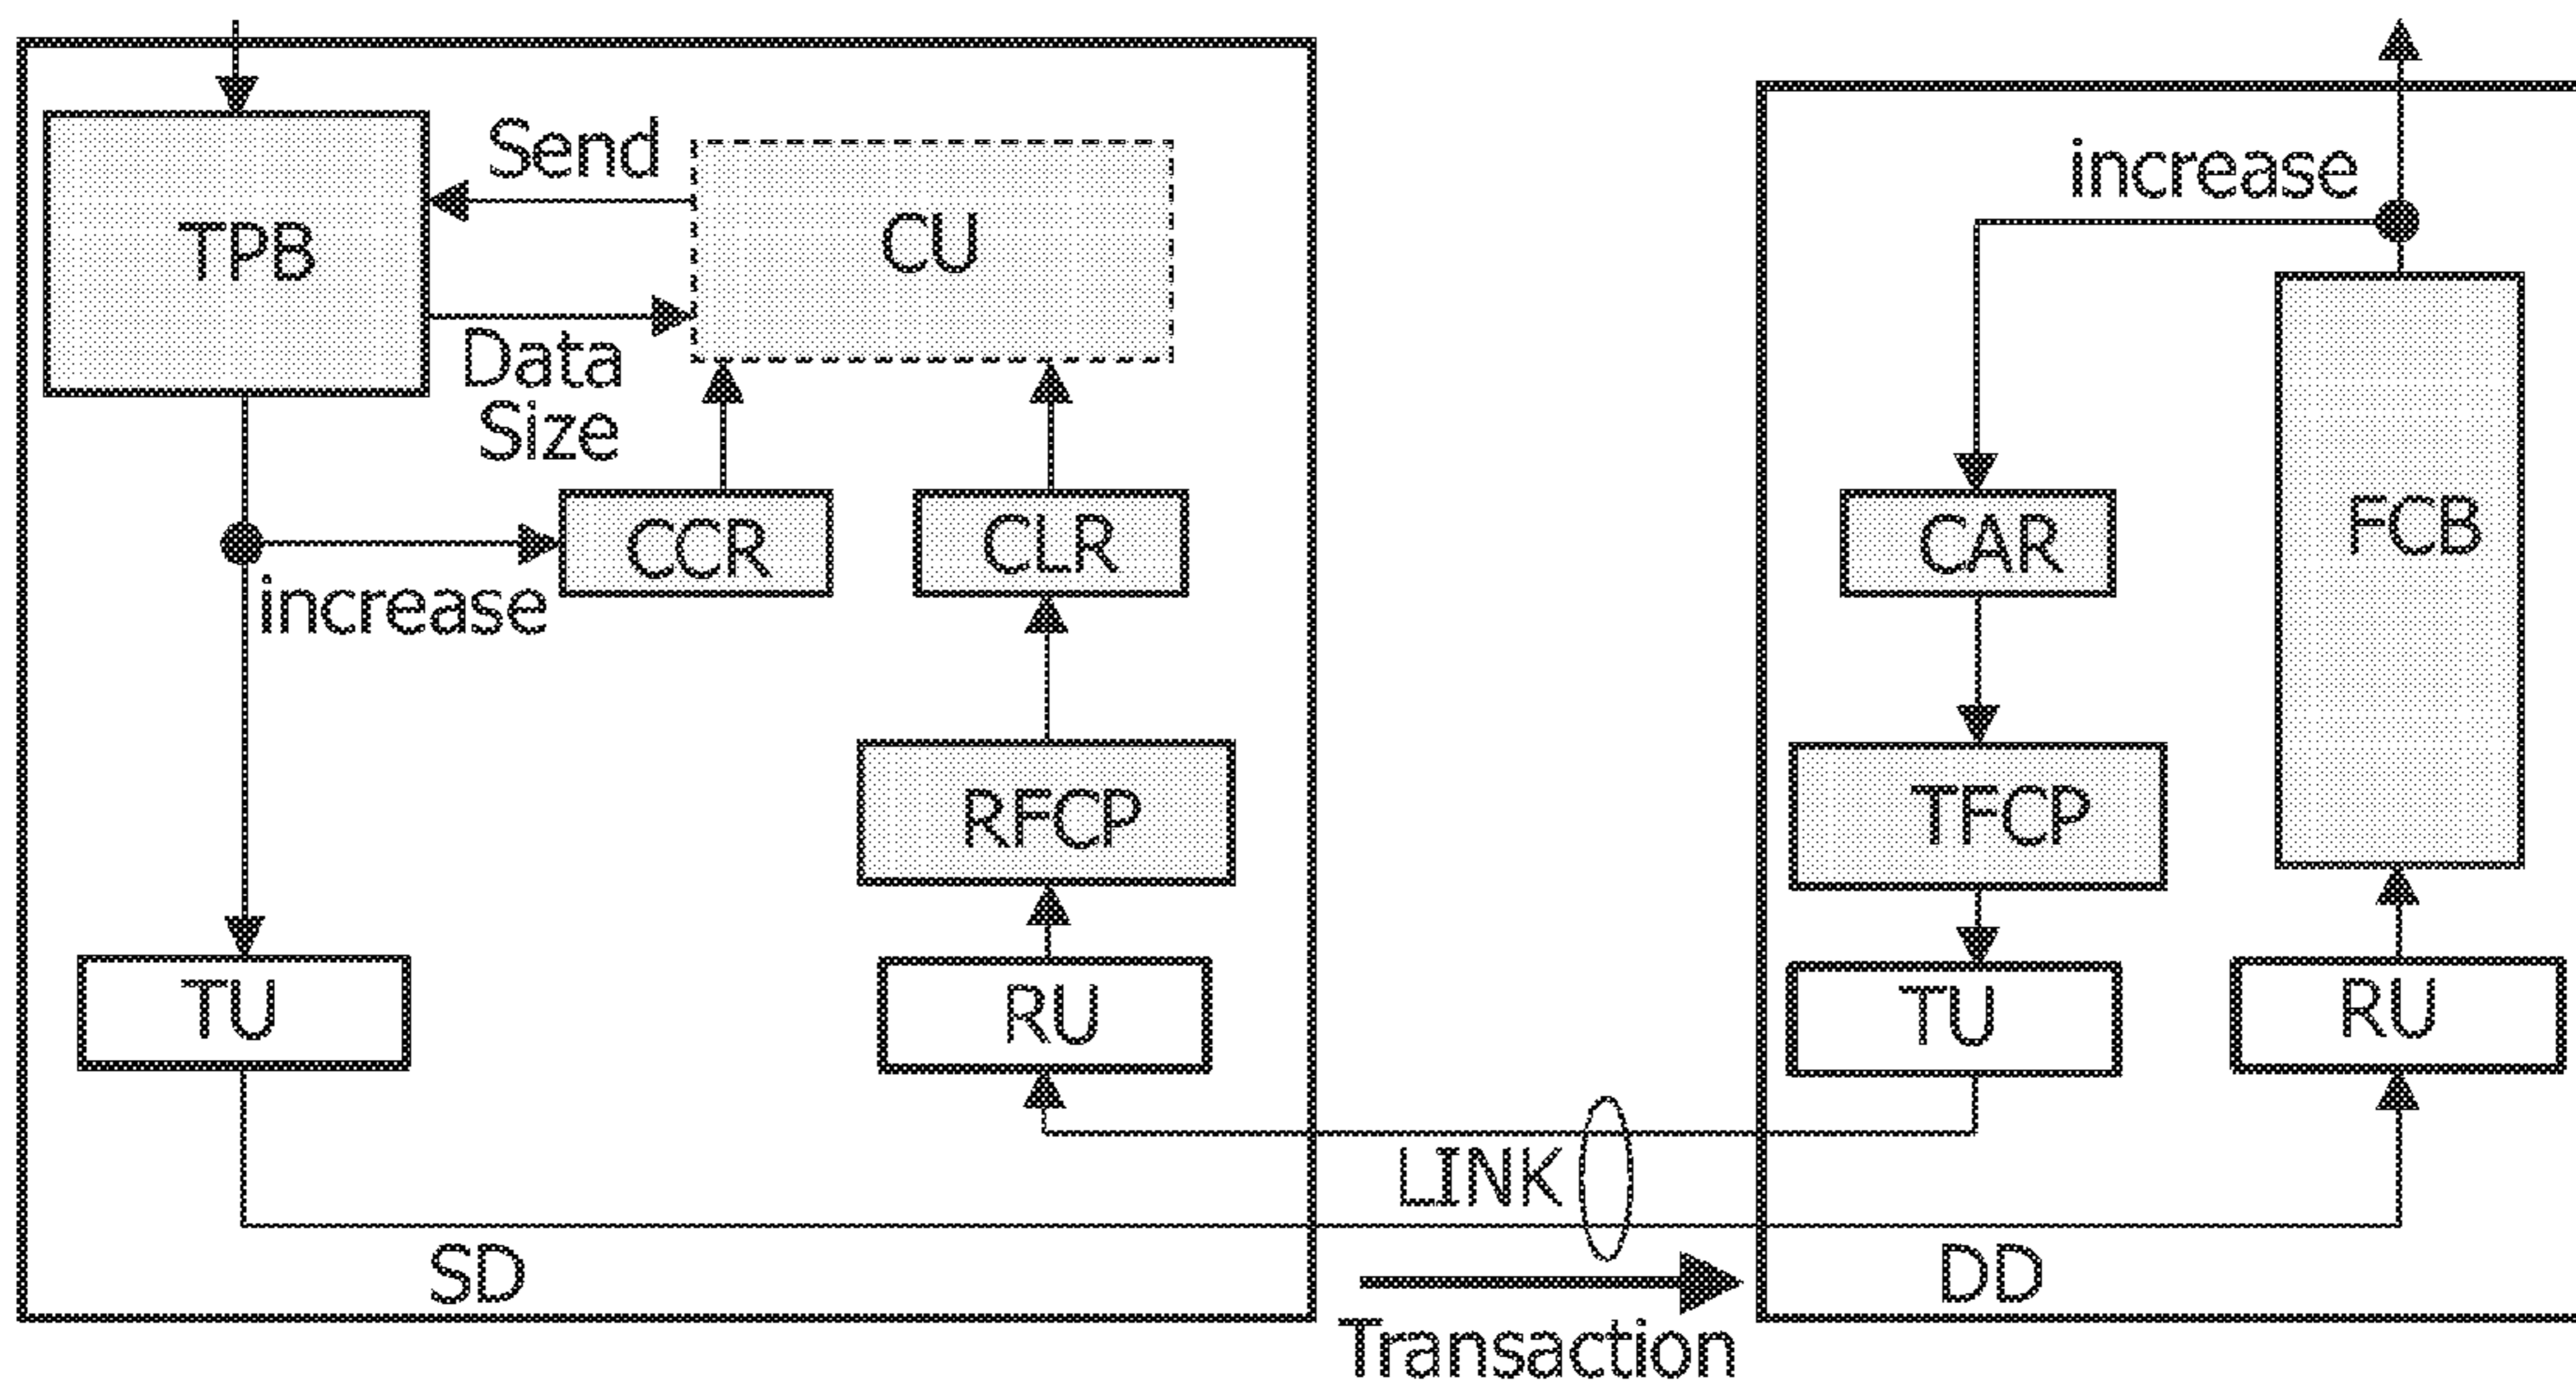 Send
increase
TPB
CU
Data
Size
CCR
CLR
CAR
FCB
increase
RFCP
TFCP
TU
RU
TU
RU
LINK
SD
DD
Transaction